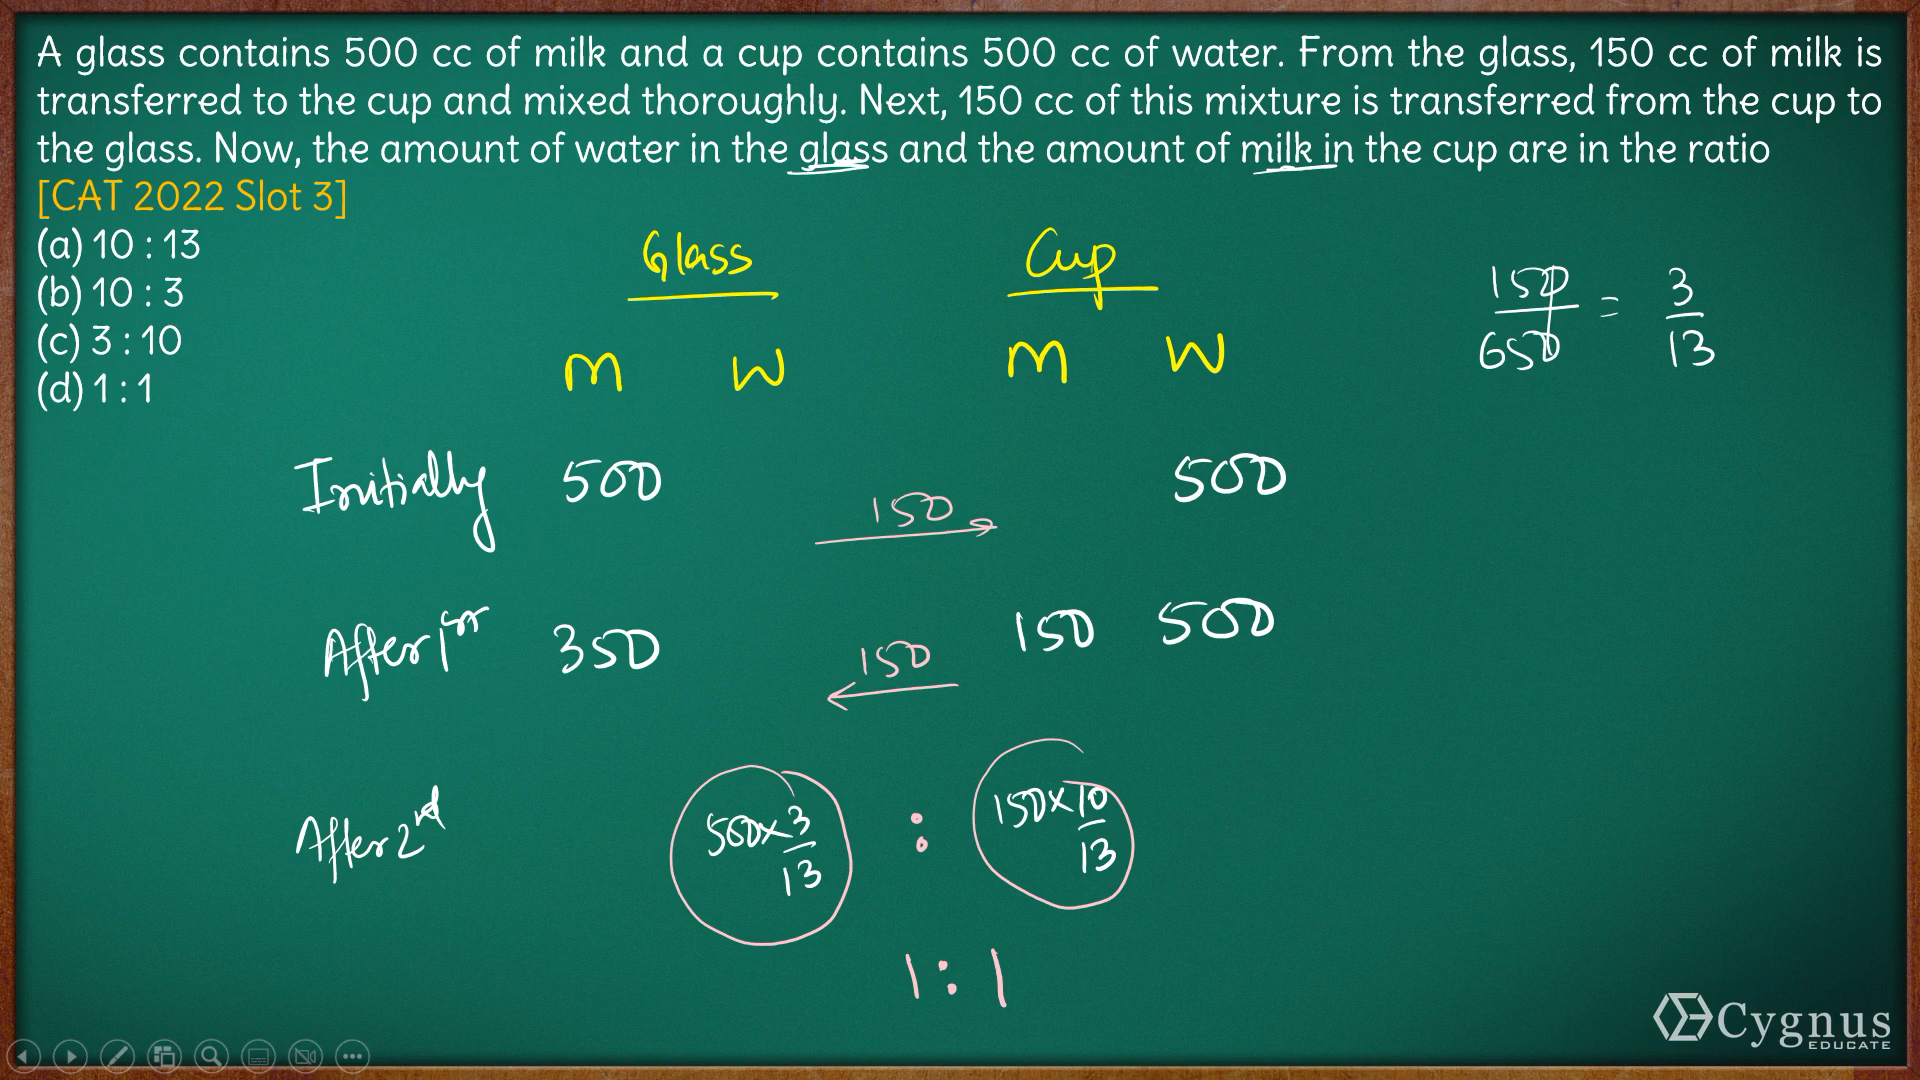 A glass contains 500 cc of milk and a cup contains 500 cc of water. From the glass, 150 cc of milk is
transferred to the cup and mixed thoroughly. Next, 150 cc of this mixture is transferred from the cup to
the glass. Now, the amount of water in the glass and the amount of milk in the cup are in the ratio
[CAT 2022 Slot 3]
(a) 10 : 13
(b) 10 : 3
(c) 3 : 10
(d) 1 : 1
Glass Cup
M W M W
150/650 = 3/13
Initially 500 500
150
After 1st 350 150 500
150
After 2nd 500×3/13 : 150×10/13
1 : 1
Cygnus
EDUCATE